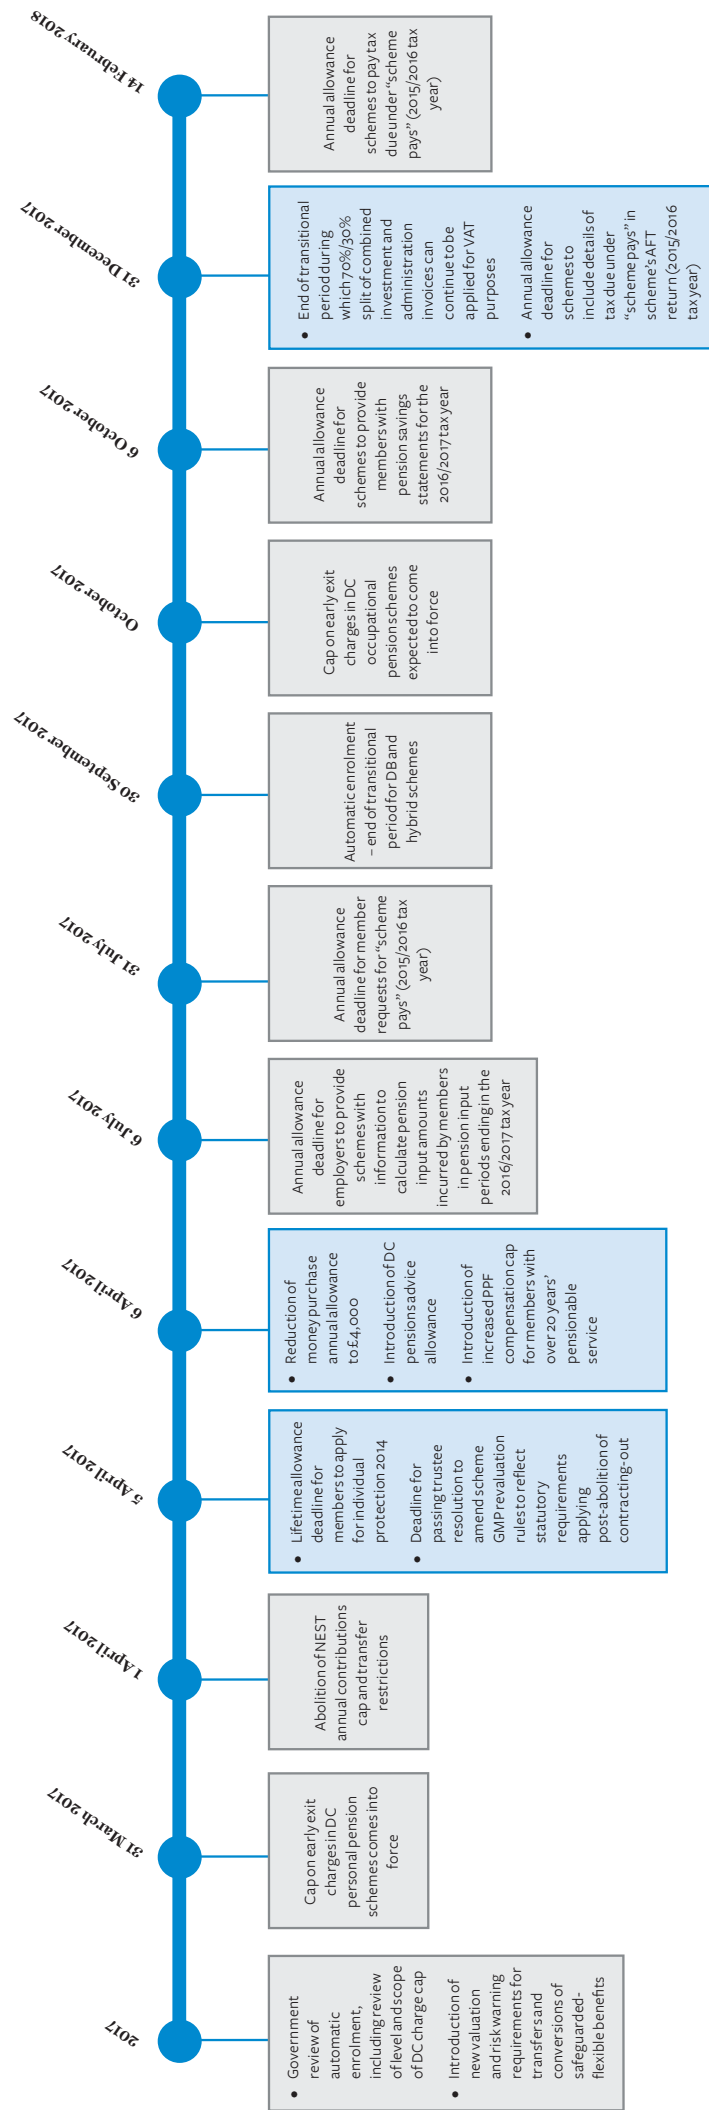 2017
• Government
review of
automatic
enrolment,
including review
of level and scope
of DC charge cap
• Introduction of
new valuation
and risk warning
requirements for
transfers and
conversions of
safeguarded-
flexible benefits
31 March 2017
Cap on early exit
charges in DC
personal pension
schemes comes into
force
1 April 2017
Abolition of NEST
annual contributions
cap and transfer
restrictions
5 April 2017
• Lifetime allowance
deadline for
members to apply
for individual
protection 2014
• Deadline for
passing trustee
resolution to
amend scheme
GMP revaluation
rules to reflect
statutory
requirements
applying
post-abolition of
contracting-out
6 April 2017
• Reduction of
money purchase
annual allowance
to £4,000
• Introduction of DC
pensions advice
allowance
• Introduction of
increased PPF
compensation cap
for members with
over 20 years'
pensionable
service
6 July 2017
Annual allowance
deadline for
employers to provide
schemes with
information to
calculate pension
input amounts
incurred by members
in pension input
periods ending in the
2016/2017 tax year
31 July 2017
Annual allowance
deadline for member
requests for “scheme
pays” (2015/2016 tax
year)
30 September 2017
Automatic enrolment
– end of transitional
period for DB and
hybrid schemes
October 2017
Cap on early exit
charges in DC
occupational
pension schemes
expected to come
into force
6 October 2017
Annual allowance
deadline for
schemes to provide
members with
pension savings
statements for the
2016/2017 tax year
31 December 2017
• End of transitional
period during
which 70%/30%
split of combined
investment and
administration
invoices can
continue to be
applied for VAT
purposes
• Annual allowance
deadline for
schemes to
include details of
tax due under
“scheme pays” in
scheme's AFT
return (2015/2016
tax year)
14 February 2018
Annual allowance
deadline for
schemes to pay tax
due under “scheme
pays” (2015/2016 tax
year)